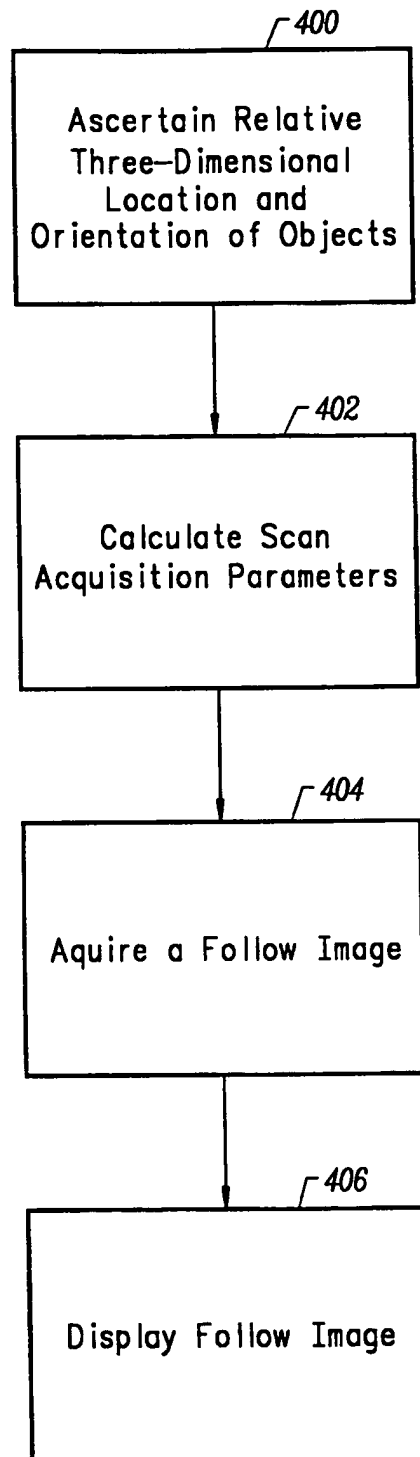 400
Ascertain Relative
Three-Dimensional
Location and
Orientation of Objects
402
Calculate Scan
Acquisition Parameters
404
Aquire a Follow Image
406
Display Follow Image